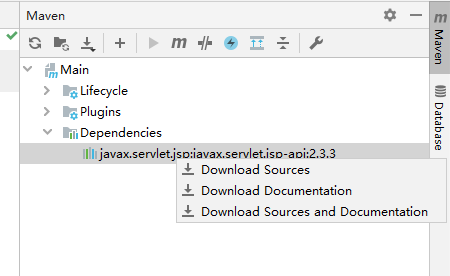 Maven
Main
Lifecycle
Plugins
Dependencies
javax.servlet.jsp:javax.servlet.jsp-api:2.3.3
Download Sources
Download Documentation
Download Sources and Documentation
Maven
Database